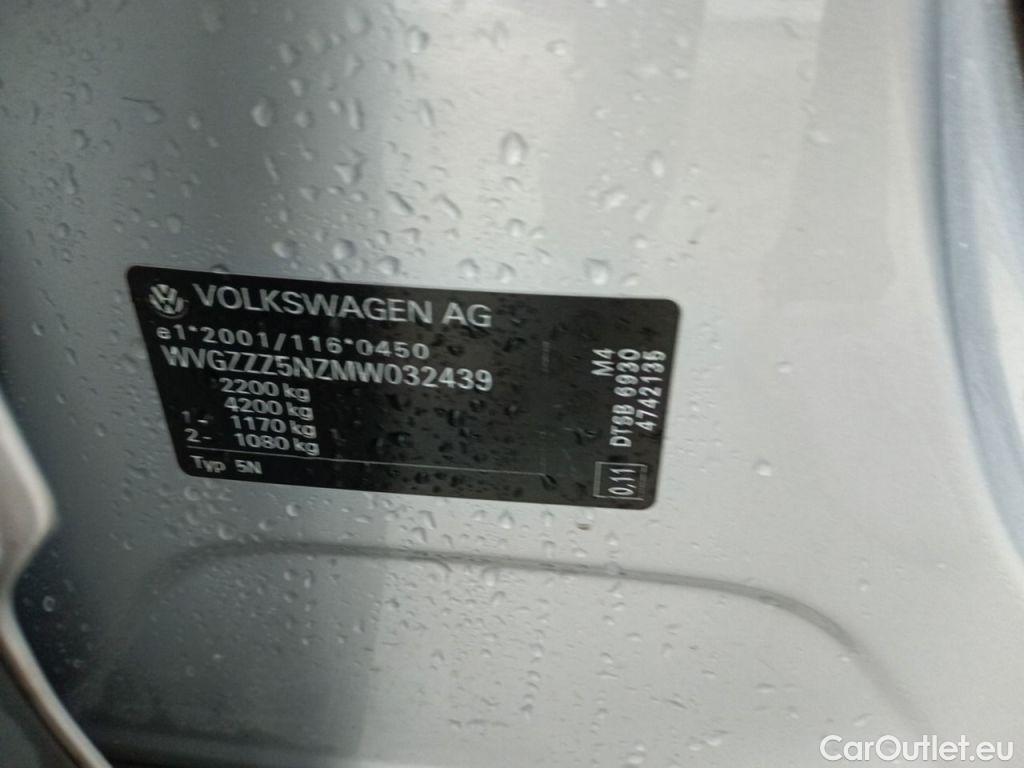 VOLKSWAGEN AG
e1*2001/116*0450
WVGZZZ5NZMW032439
2200 kg
4200 kg
1- 1170 kg
2- 1080 kg
Typ 5N
M4
DTSB 6930
4742135
0,11
CarOutlet.eu